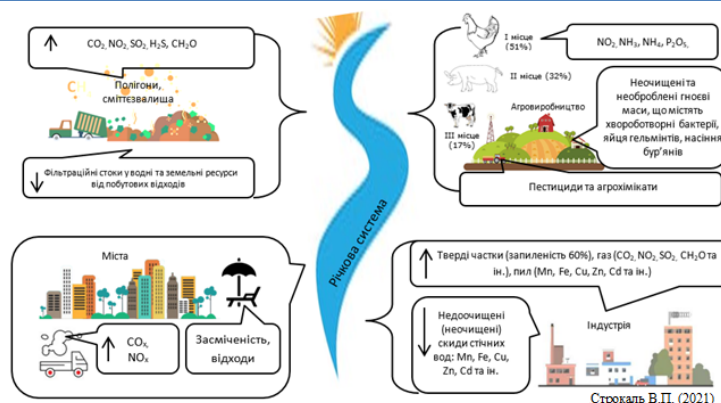 CO₂, NO₂, SO₂, H₂S, CH₂O
Полігони,
сміттєзвалища
Фільтраційні стоки у водні та земельні ресурси
від побутових відходів
І місце
(51%)
NO₂, NH₃, NH₄, P₂O₅,
ІІ місце (32%)
Агровиробництво
ІІІ місце
(17%)
Неочищені та
необроблені гноєві
маси, що містять
хвороботворні бактерії,
яйця гельмінтів, насіння
бур’янів
Пестициди та агрохімікати
Річкова система
Міста
COₓ,
NOₓ
Засміченість,
відходи
Тверді частки (запиленість 60%), газ (CO₂, NO₂, SO₂, CH₂O та
ін.), пил (Mn, Fe, Cu, Zn, Cd та ін.)
Недоочищені
(неочищені)
скиди стічних
вод: Mn, Fe, Cu,
Zn, Cd та ін.
Індустрія
Строкаль В.П. (2021)